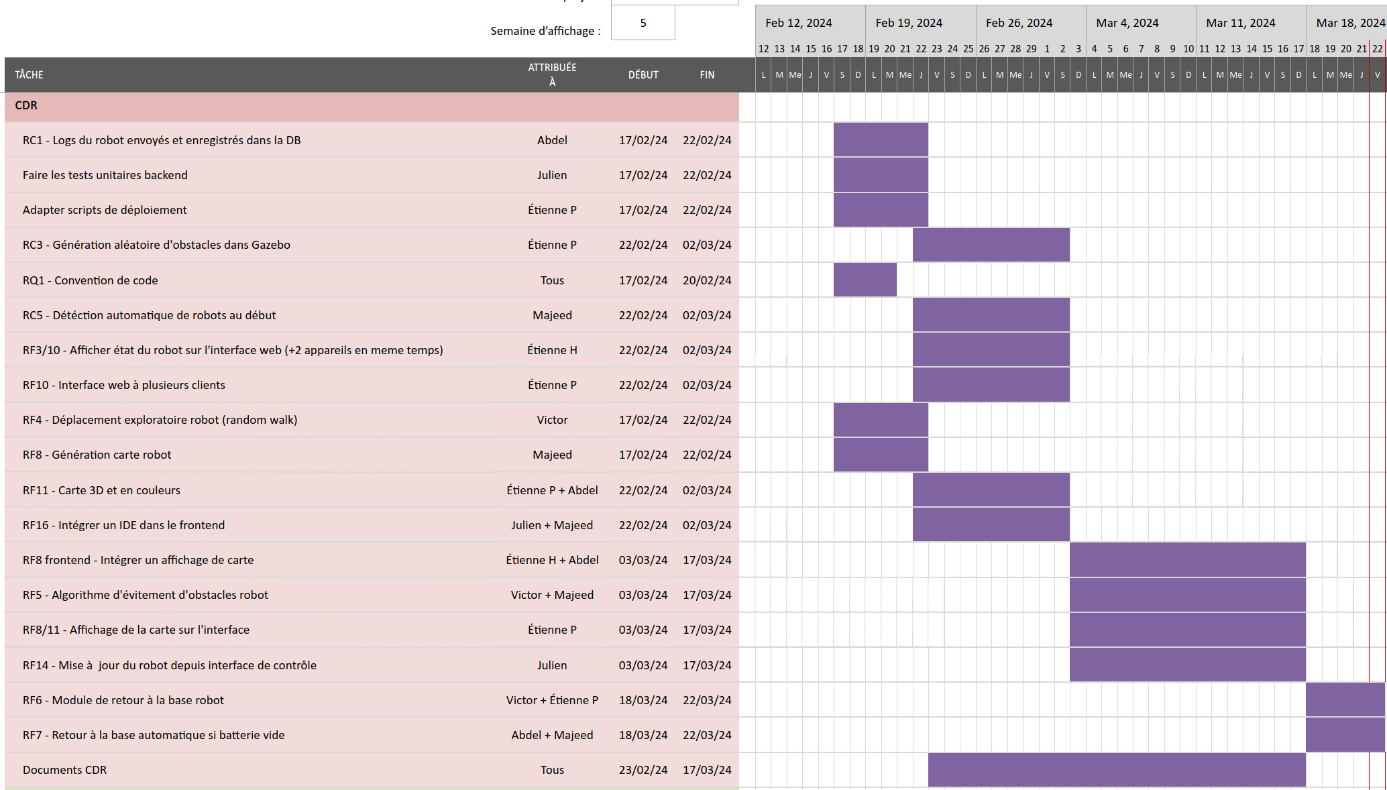 Semaine d'affichage : 5
Feb 12, 2024 Feb 19, 2024 Feb 26, 2024 Mar 4, 2024 Mar 11, 2024 Mar 18, 2024
12 13 14 15 16 17 18 19 20 21 22 23 24 25 26 27 28 29 1 2 3 4 5 6 7 8 9 10 11 12 13 14 15 16 17 18 19 20 21 22
TÂCHE ATTRIBUÉE À DÉBUT FIN L M Me J V S D L M Me J V S D L M Me J V S D L M Me J V S D L M Me J V S D L M Me J V
CDR
RC1 - Logs du robot envoyés et enregistrés dans la DB Abdel 17/02/24 22/02/24
Faire les tests unitaires backend Julien 17/02/24 22/02/24
Adapter scripts de déploiement Étienne P 17/02/24 22/02/24
RC3 - Génération aléatoire d'obstacles dans Gazebo Étienne P 22/02/24 02/03/24
RQ1 - Convention de code Tous 17/02/24 20/02/24
RC5 - Détéction automatique de robots au début Majeed 22/02/24 02/03/24
RF3/10 - Afficher état du robot sur l'interface web (+2 appareils en meme temps) Étienne H 22/02/24 02/03/24
RF10 - Interface web à plusieurs clients Étienne P 22/02/24 02/03/24
RF4 - Déplacement exploratoire robot (random walk) Victor 17/02/24 22/02/24
RF8 - Génération carte robot Majeed 17/02/24 22/02/24
RF11 - Carte 3D et en couleurs Étienne P + Abdel 22/02/24 02/03/24
RF16 - Intégrer un IDE dans le frontend Julien + Majeed 22/02/24 02/03/24
RF8 frontend - Intégrer un affichage de carte Étienne H + Abdel 03/03/24 17/03/24
RF5 - Algorithme d'évitement d'obstacles robot Victor + Majeed 03/03/24 17/03/24
RF8/11 - Affichage de la carte sur l'interface Étienne P 03/03/24 17/03/24
RF14 - Mise à jour du robot depuis interface de contrôle Julien 03/03/24 17/03/24
RF6 - Module de retour à la base robot Victor + Étienne P 18/03/24 22/03/24
RF7 - Retour à la base automatique si batterie vide Abdel + Majeed 18/03/24 22/03/24
Documents CDR Tous 23/02/24 17/03/24